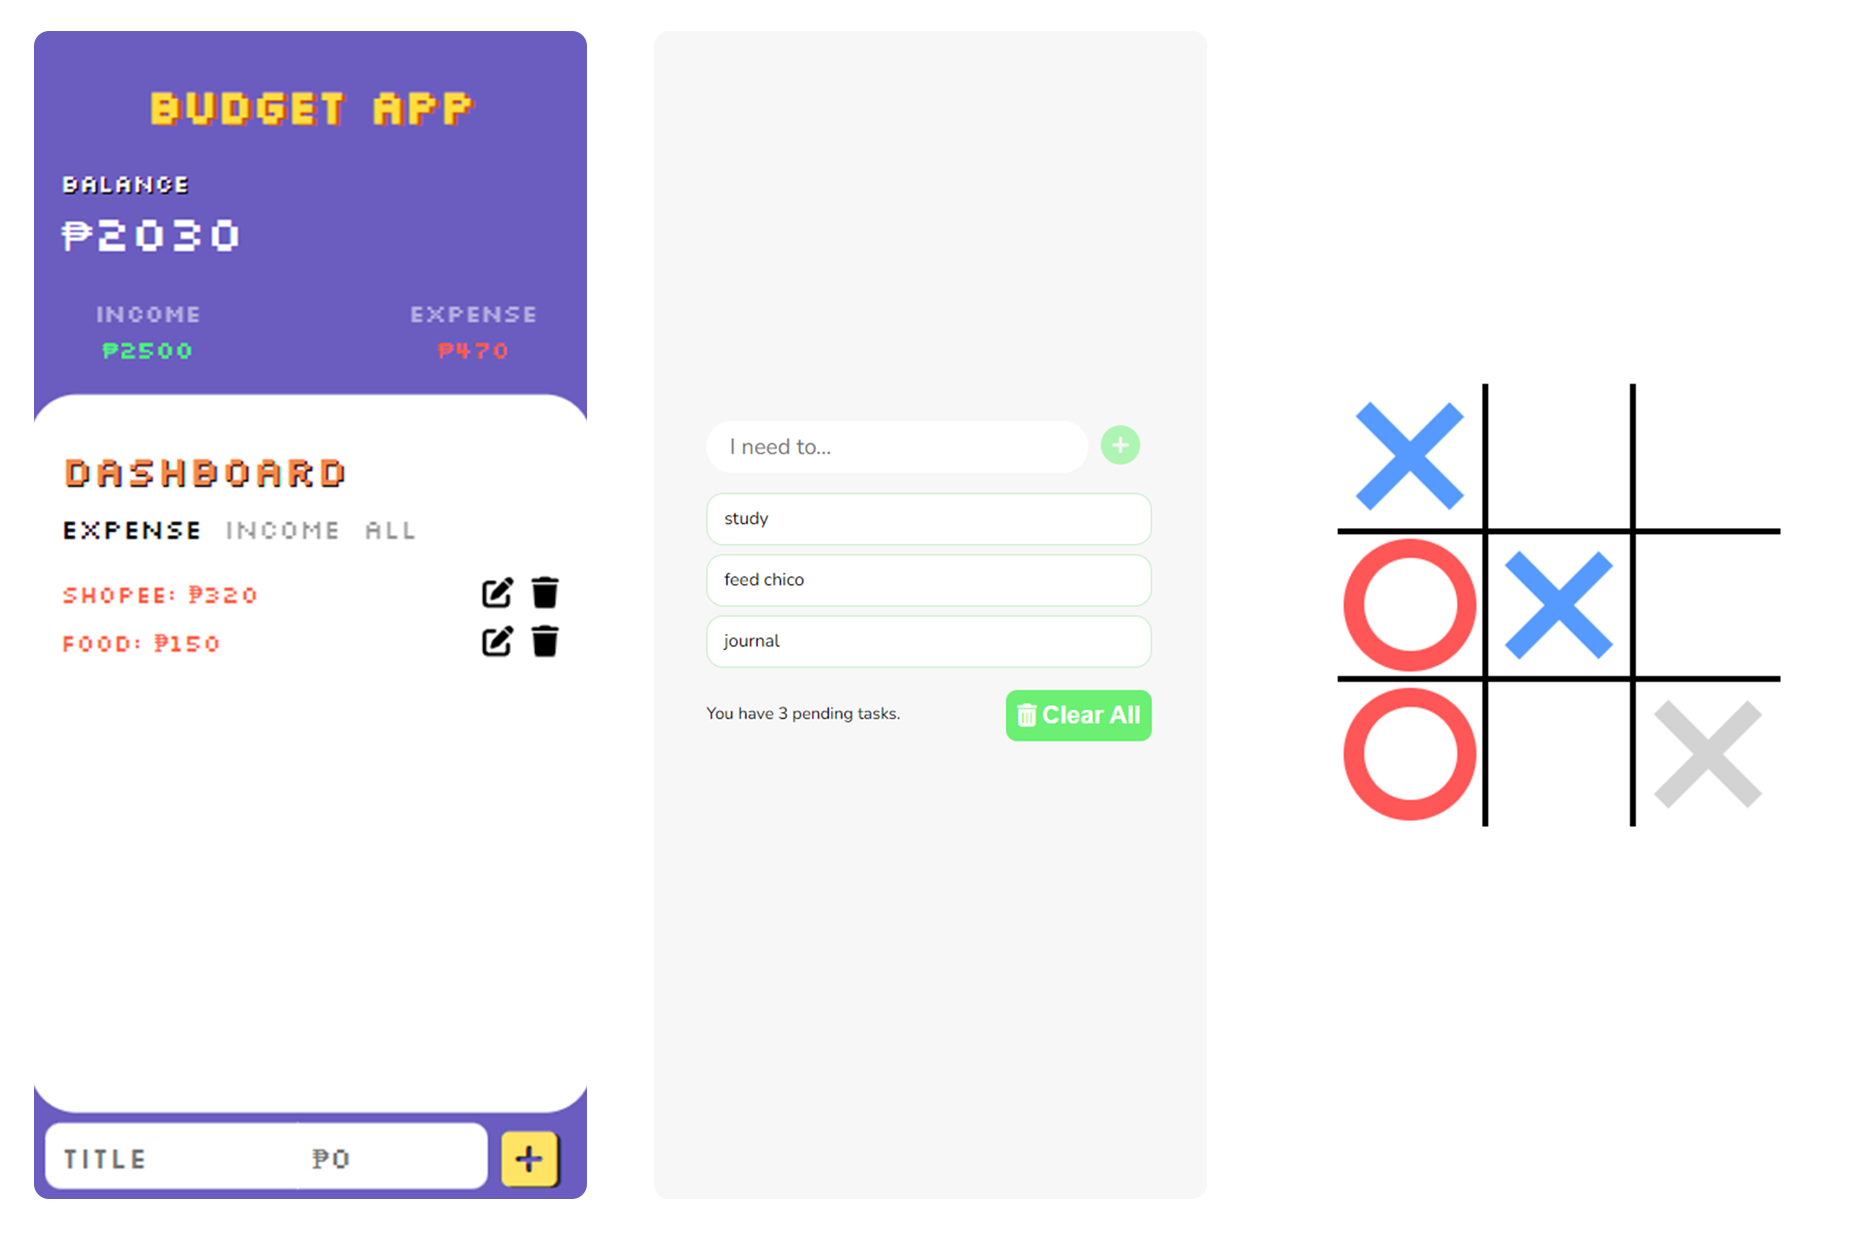 BUDGET APP
BALANCE
₱2030
INCOME EXPENSE
₱2500 ₱470
DASHBOARD
EXPENSE INCOME ALL
SHOPEE: ₱320
FOOD: ₱150
TITLE ₱0
I need to...
study
feed chico
journal
You have 3 pending tasks.
Clear All